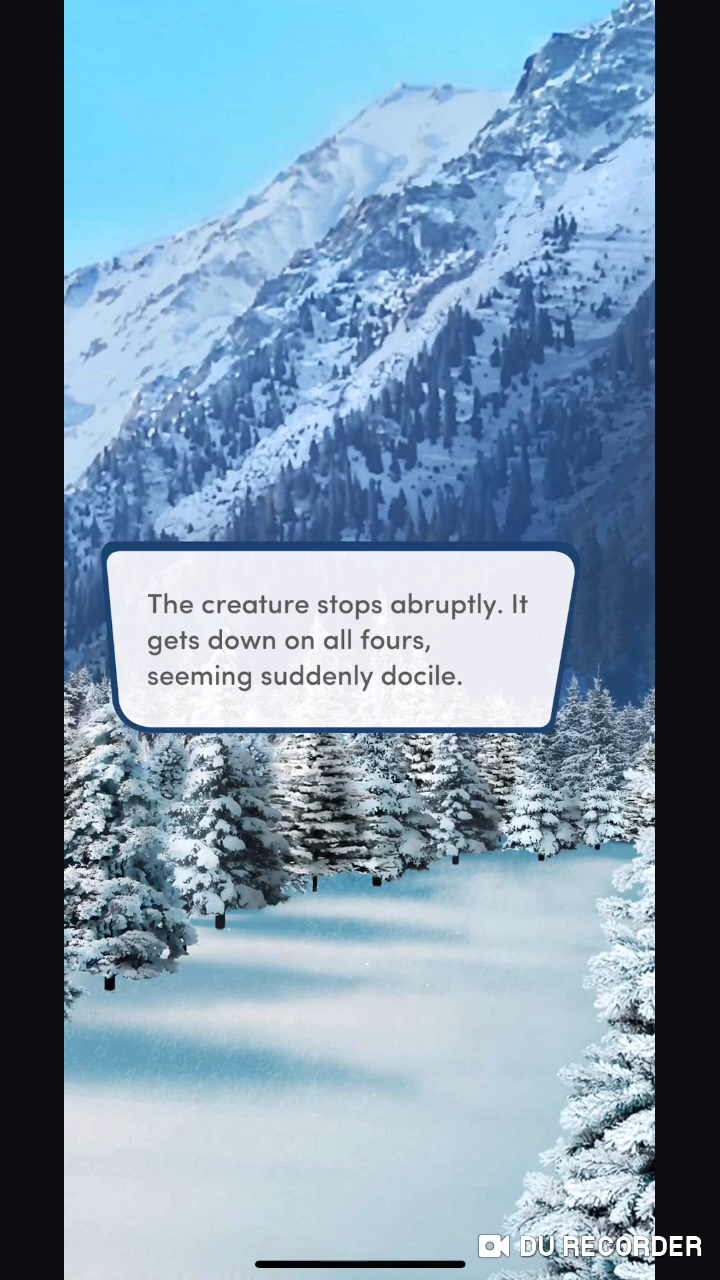 The creature stops abruptly. It
gets down on all fours,
seeming suddenly docile.
DU RECORDER